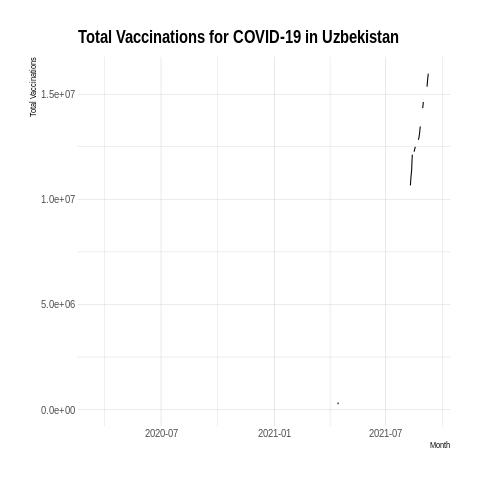 Total Vaccinations for COVID-19 in Uzbekistan
Total Vaccinations
1.5e+07
1.0e+07
5.0e+06
0.0e+00
2020-07 2021-01 2021-07
Month